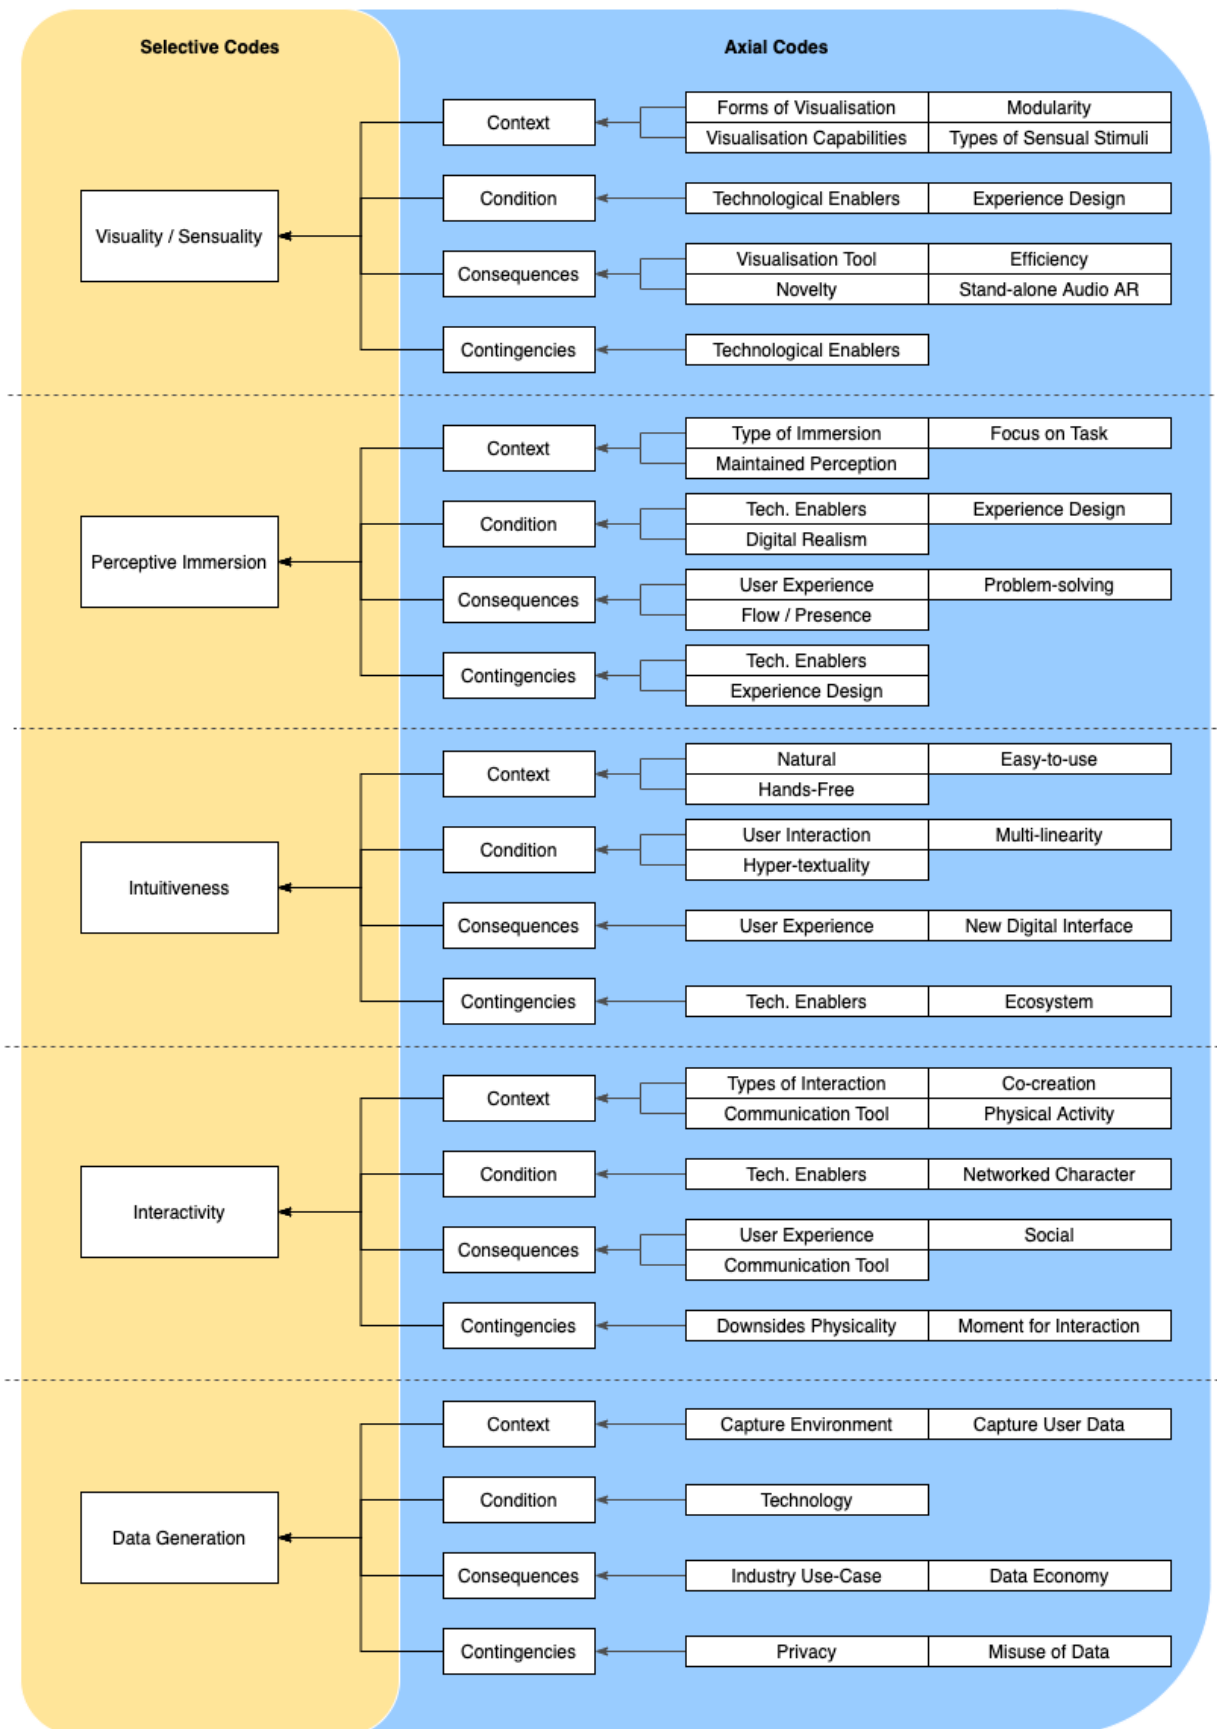 Selective Codes
Axial Codes
Visuality / Sensuality
Context
Forms of Visualisation
Modularity
Visualisation Capabilities
Types of Sensual Stimuli
Condition
Technological Enablers
Experience Design
Consequences
Visualisation Tool
Efficiency
Novelty
Stand-alone Audio AR
Contingencies
Technological Enablers
Perceptive Immersion
Context
Type of Immersion
Focus on Task
Maintained Perception
Condition
Tech. Enablers
Experience Design
Digital Realism
Consequences
User Experience
Problem-solving
Flow / Presence
Contingencies
Tech. Enablers
Experience Design
Intuitiveness
Context
Natural
Easy-to-use
Hands-Free
Condition
User Interaction
Multi-linearity
Hyper-textuality
Consequences
User Experience
New Digital Interface
Contingencies
Tech. Enablers
Ecosystem
Interactivity
Context
Types of Interaction
Co-creation
Communication Tool
Physical Activity
Condition
Tech. Enablers
Networked Character
Consequences
User Experience
Social
Communication Tool
Contingencies
Downsides Physicality
Moment for Interaction
Data Generation
Context
Capture Environment
Capture User Data
Condition
Technology
Consequences
Industry Use-Case
Data Economy
Contingencies
Privacy
Misuse of Data